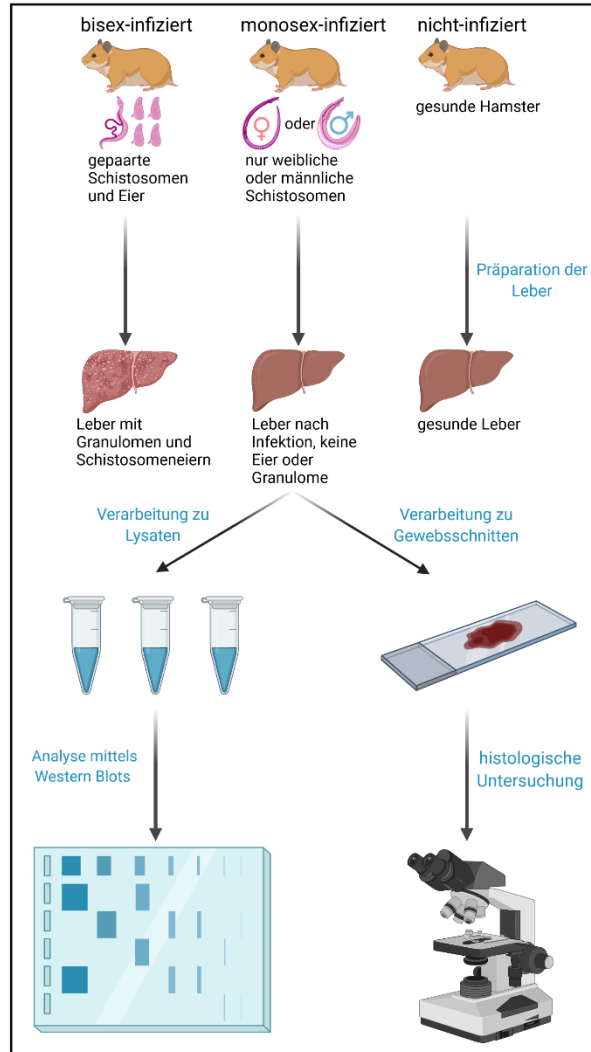 bisex-infiziert
monosex-infiziert
nicht-infiziert
oder
gepaarte
Schistosomen
und Eier
nur weibliche
oder männliche
Schistosomen
gesunde Hamster
Präparation der
Leber
Leber mit
Granulomen und
Schistosomeneiern
Leber nach
Infektion, keine
Eier oder
Granulome
gesunde Leber
Verarbeitung zu
Lysaten
Verarbeitung zu
Gewebsschnitten
Analyse mittels
Western Blots
histologische
Untersuchung